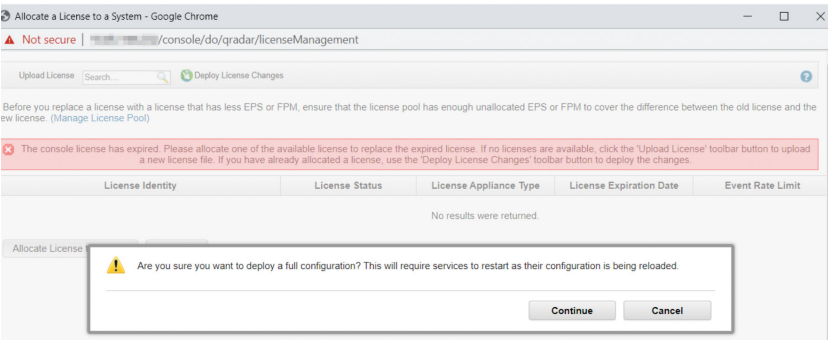 Allocate a License to a System - Google Chrome
Not secure | /console/do/qradar/licenseManagement
Upload License Search... Deploy License Changes
Before you replace a license with a license that has less EPS or FPM, ensure that the license pool has enough unallocated EPS or FPM to cover the difference between the old license and the
ew license. (Manage License Pool)
The console license has expired. Please allocate one of the available license to replace the expired license. If no licenses are available, click the 'Upload License' toolbar button to upload
a new license file. If you have already allocated a license, use the 'Deploy License Changes' toolbar button to deploy the changes.
License Identity License Status License Appliance Type License Expiration Date Event Rate Limit
No results were returned.
Allocate License
Are you sure you want to deploy a full configuration? This will require services to restart as their configuration is being reloaded.
Continue Cancel